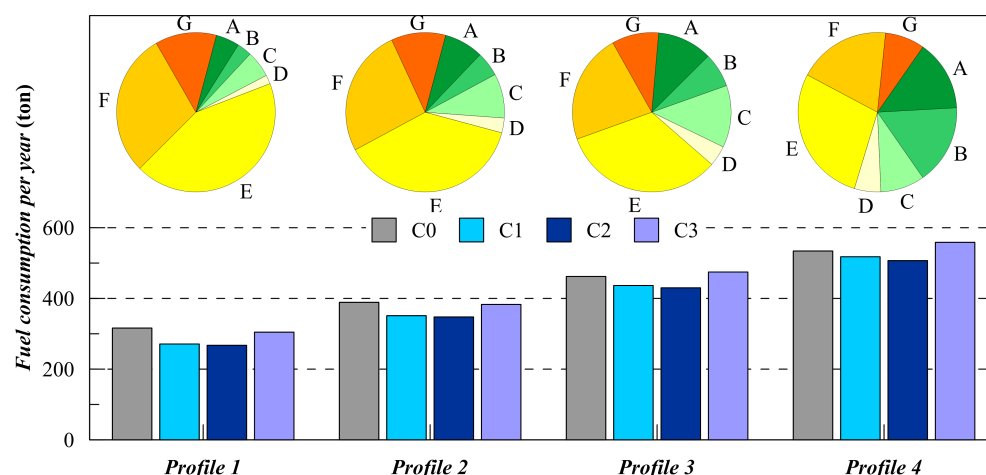 G A B C D E F
G A B C D E F
G A B C D E F
G A B C D E F
Fuel consumption per year (ton)
600
400
200
0
C0 C1 C2 C3
Profile 1 Profile 2 Profile 3 Profile 4